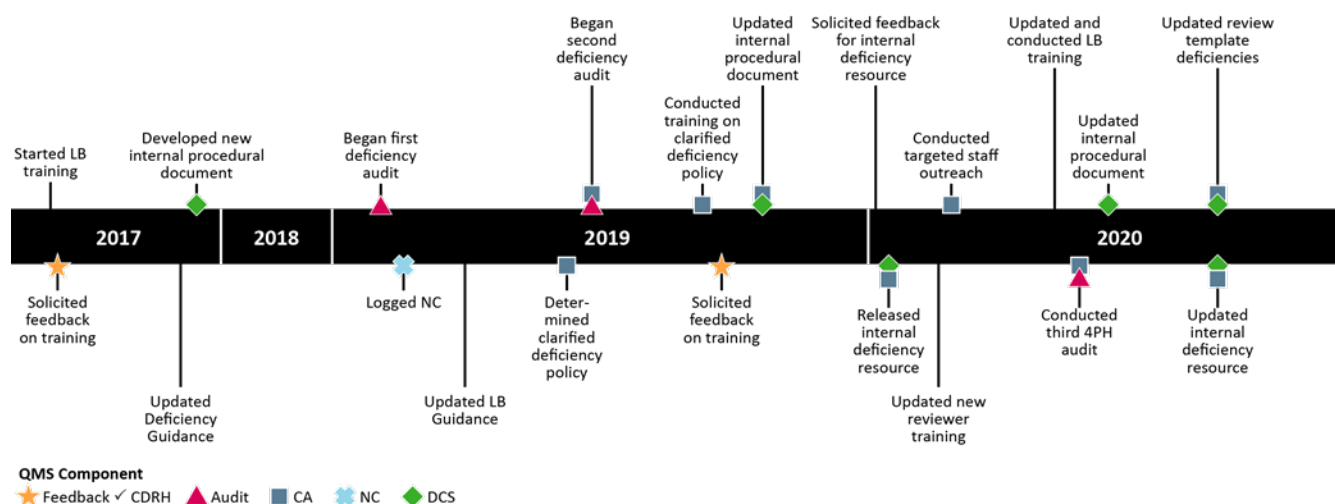 Started LB
training
Developed new
internal procedural
document
Began first
deficiency
audit
Began
second
deficiency
audit
Conducted
training on
clarified
deficiency
policy
Updated
internal
procedural
document
Solicited feedback
for internal
deficiency
resource
Conducted
targeted staff
outreach
Updated and
conducted LB
training
Updated
internal
procedural
document
Updated review
template
deficiencies
2017
2018
2019
2020
Solicited
feedback
on training
Updated
Deficiency
Guidance
Logged NC
Updated LB
Guidance
Deter-
mined
clarified
deficiency
policy
Solicited
feedback
on training
Released
internal
deficiency
resource
Updated new
reviewer
training
Conducted
third 4PH
audit
Updated
internal
deficiency
resource
QMS Component
Feedback ✓ CDRH Audit CA NC DCS